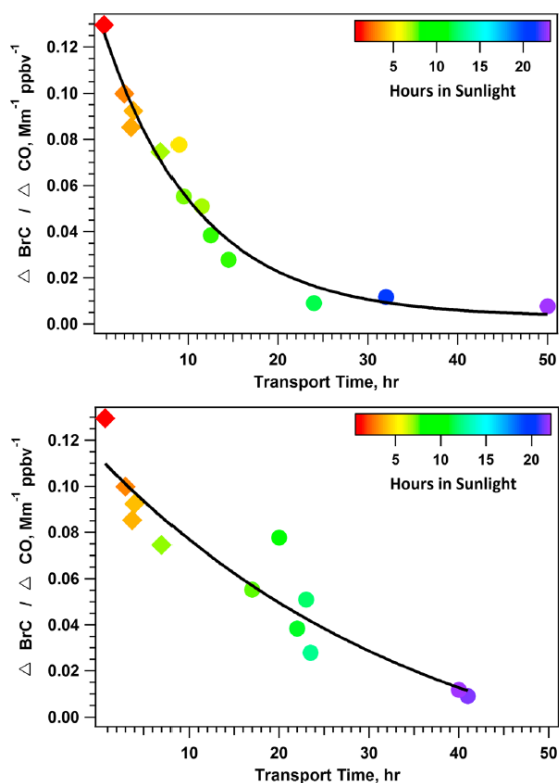 0.12
0.10
0.08
0.06
0.04
0.02
0.00
△ BrC / △ CO, Mm⁻¹ ppbv⁻¹
5 10 15 20
Hours in Sunlight
10 20 30 40 50
Transport Time, hr
0.12
0.10
0.08
0.06
0.04
0.02
0.00
△ BrC / △ CO, Mm⁻¹ ppbv⁻¹
5 10 15 20
Hours in Sunlight
10 20 30 40 50
Transport Time, hr